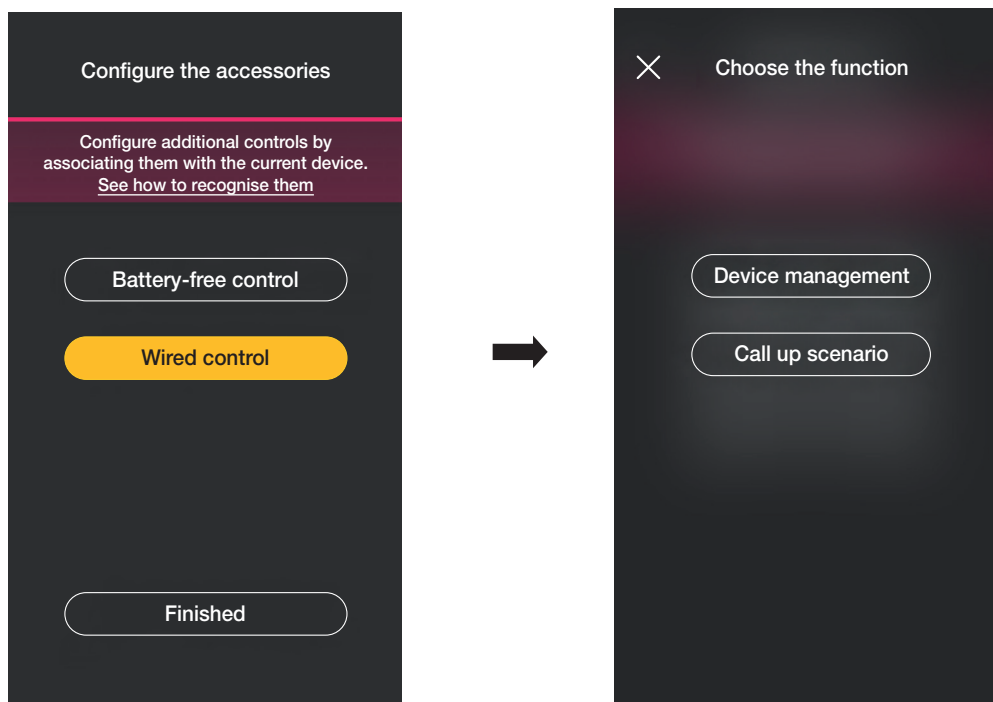 Configure the accessories
Configure additional controls by
associating them with the current device.
See how to recognise them
Battery-free control
Wired control
Finished
Choose the function
Device management
Call up scenario